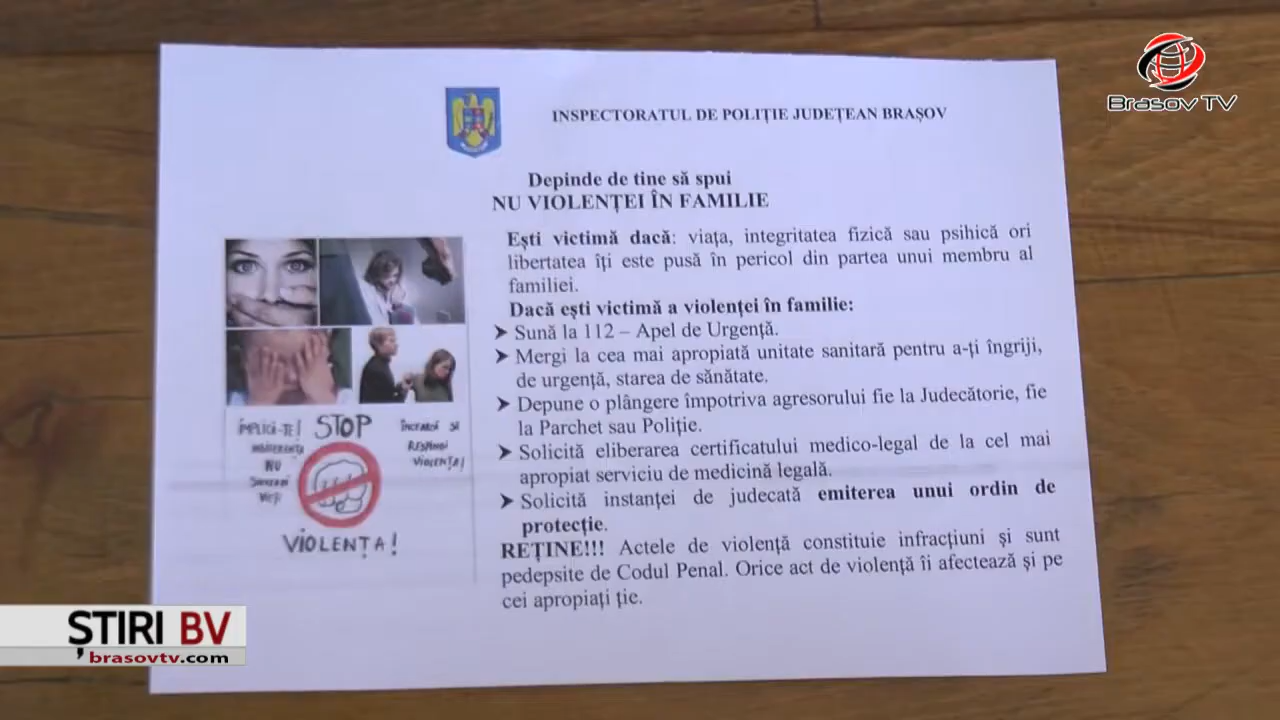 Brasov TV
INSPECTORATUL DE POLIȚIE JUDEȚEAN BRAȘOV
Depinde de tine să spui
NU VIOLENȚEI ÎN FAMILIE
Ești victimă dacă: viața, integritatea fizică sau psihică ori
libertatea îți este pusă în pericol din partea unui membru al
familiei.
Dacă ești victimă a violenței în familie:
➤ Sună la 112 – Apel de Urgență.
➤ Mergi la cea mai apropiată unitate sanitară pentru a-ți îngriji,
de urgență, starea de sănătate.
➤ Depune o plângere împotriva agresorului fie la Judecătorie, fie
la Parchet sau Poliție.
➤ Solicită eliberarea certificatului medico-legal de la cel mai
apropiat serviciu de medicină legală.
➤ Solicită instanței de judecată emiterea unui ordin de
protecție.
REȚINE!!! Actele de violență constituie infracțiuni și sunt
pedepsite de Codul Penal. Orice act de violență îi afectează și pe
cei apropiați ție.
ÎMPLICĂ-TE!
NU
STOP
VIOLENȚA!
VIOLENȚA!
ȘTIRI BV
brasovtv.com